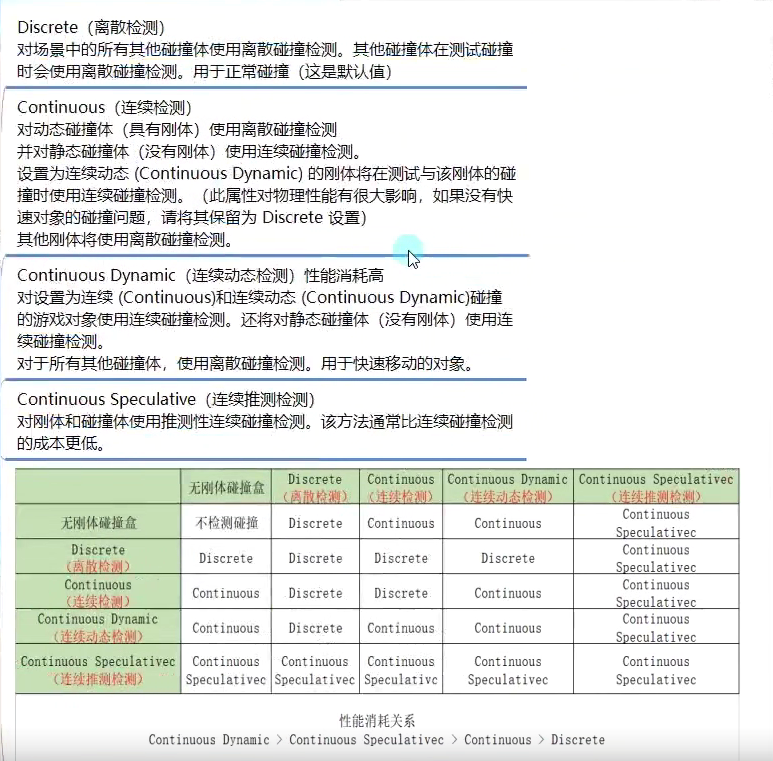 Discrete（离散检测）
对场景中的所有其他碰撞体使用离散碰撞检测。其他碰撞体在测试碰撞
时会使用离散碰撞检测。用于正常碰撞（这是默认值）
Continuous（连续检测）
对动态碰撞体（具有刚体）使用离散碰撞检测
并对静态碰撞体（没有刚体）使用连续碰撞检测。
设置为连续动态 (Continuous Dynamic) 的刚体将在测试与该刚体的碰
撞时使用连续碰撞检测。（此属性对物理性能有很大影响，如果没有快
速对象的碰撞问题，请将其保留为 Discrete 设置）
其他刚体将使用离散碰撞检测。
Continuous Dynamic（连续动态检测）性能消耗高
对设置为连续 (Continuous)和连续动态 (Continuous Dynamic)碰撞
的游戏对象使用连续碰撞检测。还将对静态碰撞体（没有刚体）使用连
续碰撞检测。
对于所有其他碰撞体，使用离散碰撞检测。用于快速移动的对象。
Continuous Speculative（连续推测检测）
对刚体和碰撞体使用推测性连续碰撞检测。该方法通常比连续碰撞检测
的成本更低。
无刚体碰撞盒 Discrete Continuous Continuous Dynamic Continuous Speculativec
（离散检测） （连续检测） （连续动态检测） （连续推测检测）
无刚体碰撞盒 不检测碰撞 Discrete Continuous Continuous Continuous
Speculativec
Discrete Discrete Discrete Discrete Discrete Continuous
（离散检测） Speculativec
Continuous Continuous Discrete Discrete Continuous Continuous
（连续检测） Speculativec
Continuous Dynamic Continuous Discrete Continuous Continuous Continuous
（连续动态检测） Speculativec
Continuous Speculativec Continuous Continuous Continuous Continuous Continuous
（连续推测检测） Speculativec Speculativec Speculativc Speculativec Speculativec
性能消耗关系
Continuous Dynamic > Continuous Speculativec > Continuous > Discrete